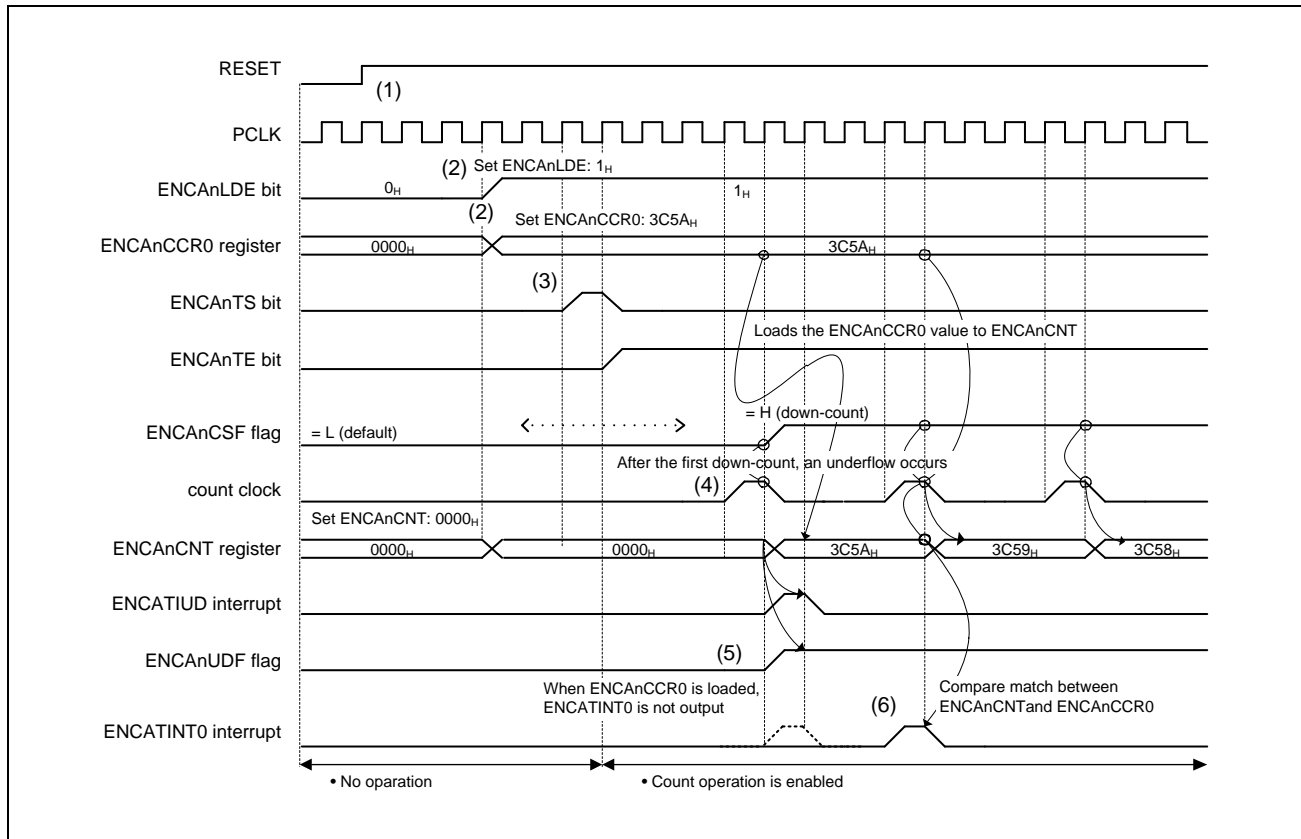 RESET
(1)
PCLK
(2) Set ENCAnLDE: 1H
ENCAnLDE bit
0H
1H
(2)
Set ENCAnCCR0: 3C5AH
ENCAnCCR0 register
0000H
3C5AH
(3)
ENCAnTS bit
Loads the ENCAnCCR0 value to ENCAnCNT
ENCAnTE bit
= H (down-count)
ENCAnCSF flag
= L (default)
After the first down-count, an underflow occurs
(4)
count clock
Set ENCAnCNT: 0000H
ENCAnCNT register
0000H
0000H
3C5AH
3C59H
3C58H
ENCATIUD interrupt
ENCAnUDF flag
(5)
When ENCAnCCR0 is loaded,
ENCATINT0 is not output
Compare match between
ENCAnCNTand ENCAnCCR0
(6)
ENCATINT0 interrupt
• No oparation
• Count operation is enabled